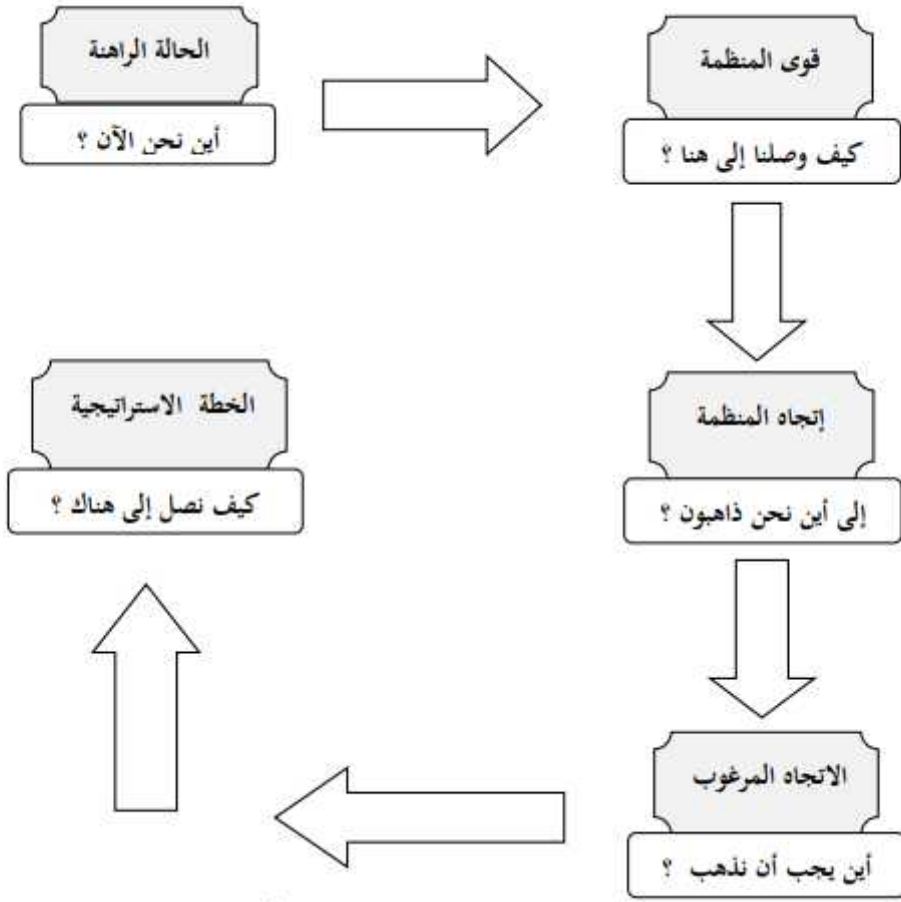 الحالة الراهنة
أين نحن الآن ؟
قوى المنظمة
كيف وصلنا إلى هنا ؟
إتجاه المنظمة
إلى أين نحن ذاهبون ؟
الاتجاه المرغوب
أين يجب أن نذهب ؟
الخطة الاستراتيجية
كيف نصل إلى هناك ؟